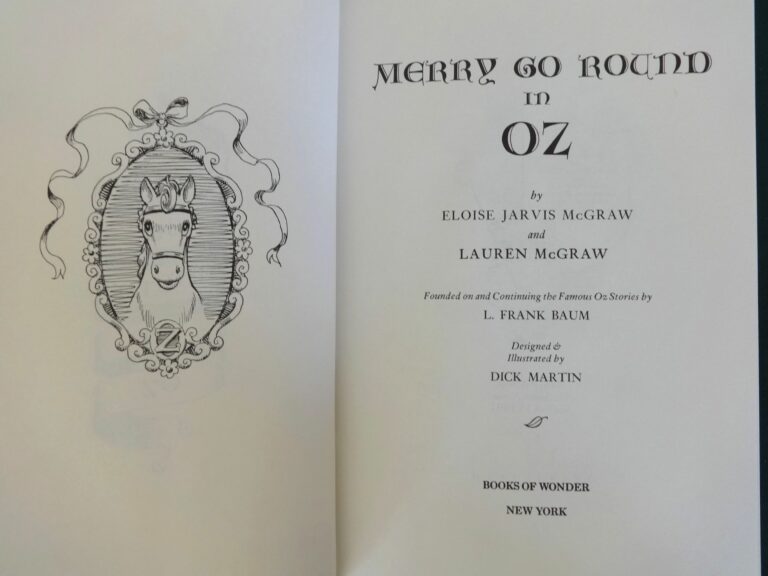 OZ
MERRY GO ROUND
IN
OZ
by
ELOISE JARVIS McGRAW
and
LAUREN McGRAW
Founded on and Continuing the Famous Oz Stories by
L. FRANK BAUM
Designed &
Illustrated by
DICK MARTIN
BOOKS OF WONDER
NEW YORK